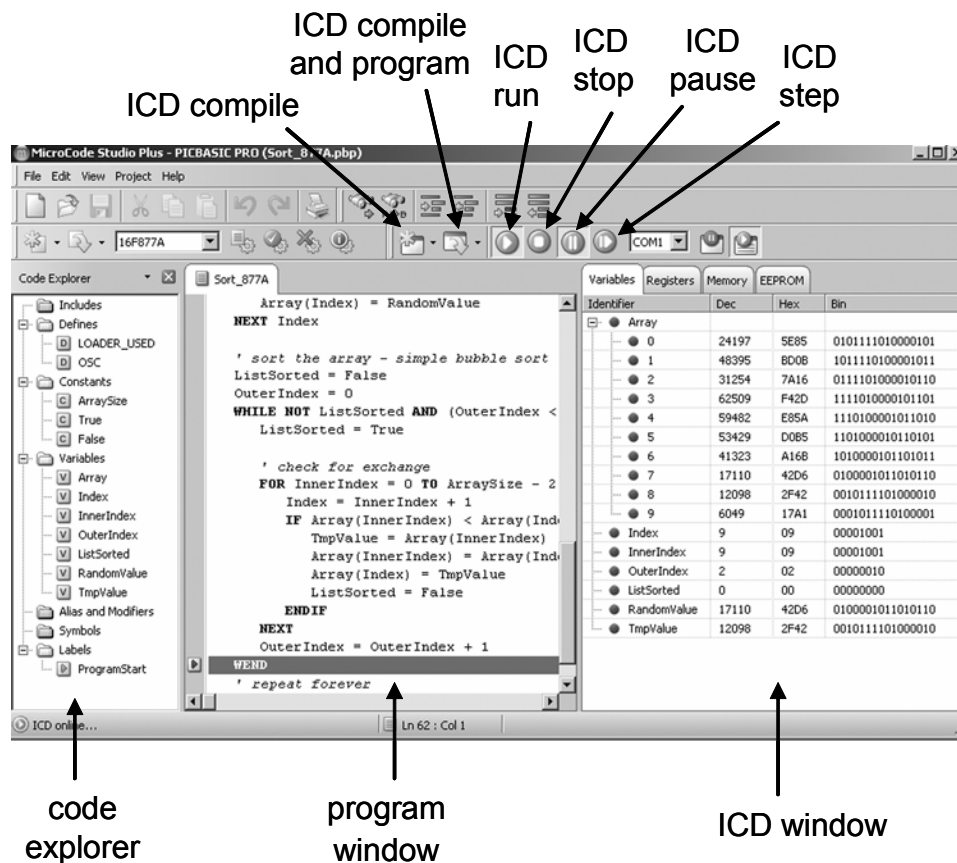 ICD compile
and program
ICD
run
ICD
stop
ICD
pause
ICD
step
ICD compile
MicroCode Studio Plus - PICBASIC PRO (Sort_877A.pbp)
File Edit View Project Help
16F877A
COM1
Code Explorer
Includes
Defines
LOADER_USED
OSC
Constants
ArraySize
True
False
Variables
Array
Index
InnerIndex
OuterIndex
ListSorted
RandomValue
TmpValue
Alias and Modifiers
Symbols
Labels
ProgramStart
Sort_877A
Array(Index) = RandomValue
NEXT Index
' sort the array - simple bubble sort
ListSorted = False
OuterIndex = 0
WHILE NOT ListSorted AND (OuterIndex <
ListSorted = True
' check for exchange
FOR InnerIndex = 0 TO ArraySize - 2
Index = InnerIndex + 1
IF Array(InnerIndex) < Array(Ind
TmpValue = Array(InnerIndex)
Array(InnerIndex) = Array(Ind
Array(Index) = TmpValue
ListSorted = False
ENDIF
NEXT
OuterIndex = OuterIndex + 1
WEND
' repeat forever
Variables Registers Memory EEPROM
Identifier Dec Hex Bin
Array
0 24197 5E85 0101111010000101
1 48395 BD0B 1011110100001011
2 31254 7A16 0111101000010110
3 62509 F42D 1111010000101101
4 59482 E85A 1110100001011010
5 53429 D0B5 1101000010110101
6 41323 A16B 1010000101101011
7 17110 42D6 0100001011010110
8 12098 2F42 0010111101000010
9 6049 17A1 0001011110100001
Index 9 09 00001001
InnerIndex 9 09 00001001
OuterIndex 2 02 00000010
ListSorted 0 00 00000000
RandomValue 17110 42D6 0100001011010110
TmpValue 12098 2F42 0010111101000010
ICD online...
Ln 62 : Col 1
code
explorer
program
window
ICD window